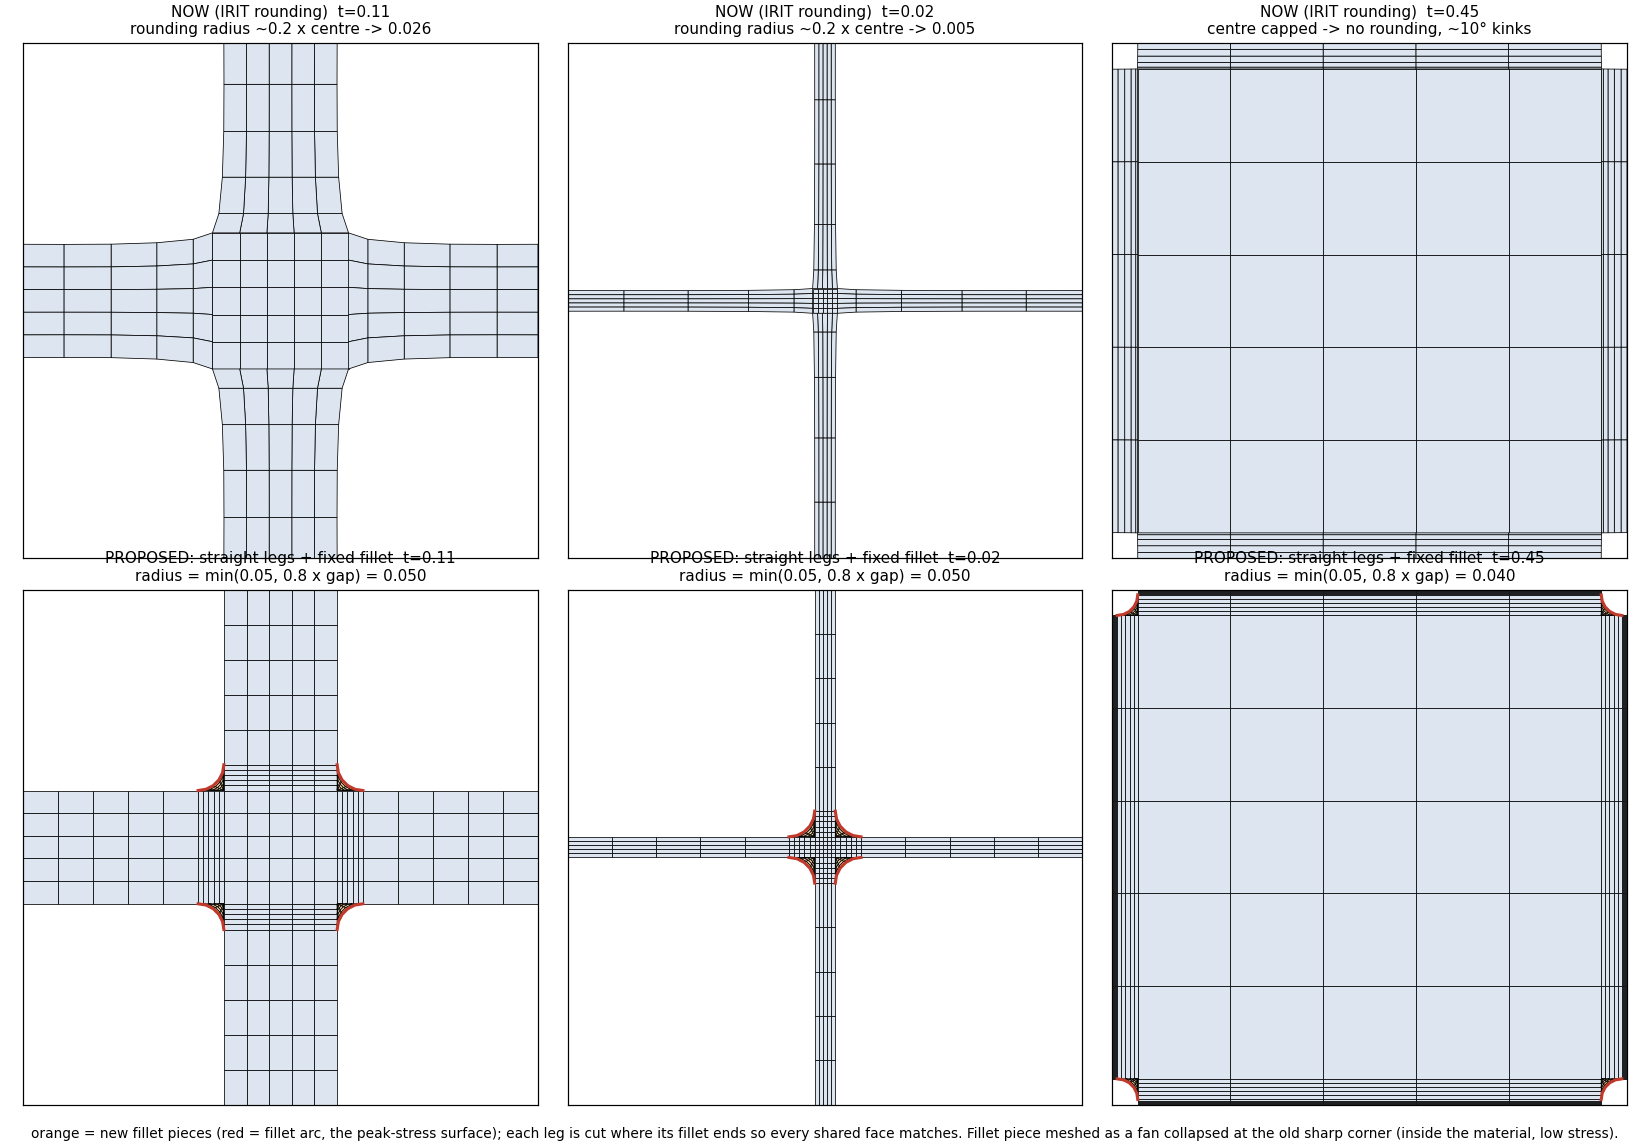 NOW (IRIT rounding)  t=0.11
rounding radius ~0.2 x centre -> 0.026
NOW (IRIT rounding)  t=0.02
rounding radius ~0.2 x centre -> 0.005
NOW (IRIT rounding)  t=0.45
centre capped -> no rounding, ~10° kinks
PROPOSED: straight legs + fixed fillet  t=0.11
radius = min(0.05, 0.8 x gap) = 0.050
PROPOSED: straight legs + fixed fillet  t=0.02
radius = min(0.05, 0.8 x gap) = 0.050
PROPOSED: straight legs + fixed fillet  t=0.45
radius = min(0.05, 0.8 x gap) = 0.040
orange = new fillet pieces (red = fillet arc, the peak-stress surface); each leg is cut where its fillet ends so every shared face matches. Fillet piece meshed as a fan collapsed at the old sharp corner (inside the material, low stress).